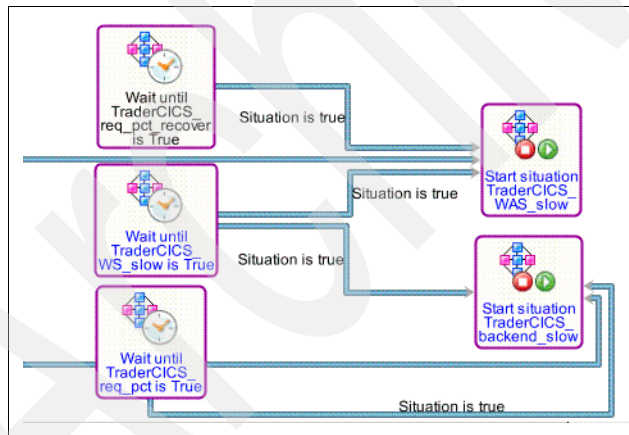 Wait until
TraderCICS_
req_pct_recover
is True
Situation is true
Start situation
TraderCICS_
WAS_slow
Situation is true
Wait until
TraderCICS_
WS_slow is True
Situation is true
Start situation
TraderCICS_
backend_slow
Wait until
TraderCICS_
req_pct is True
Situation is true